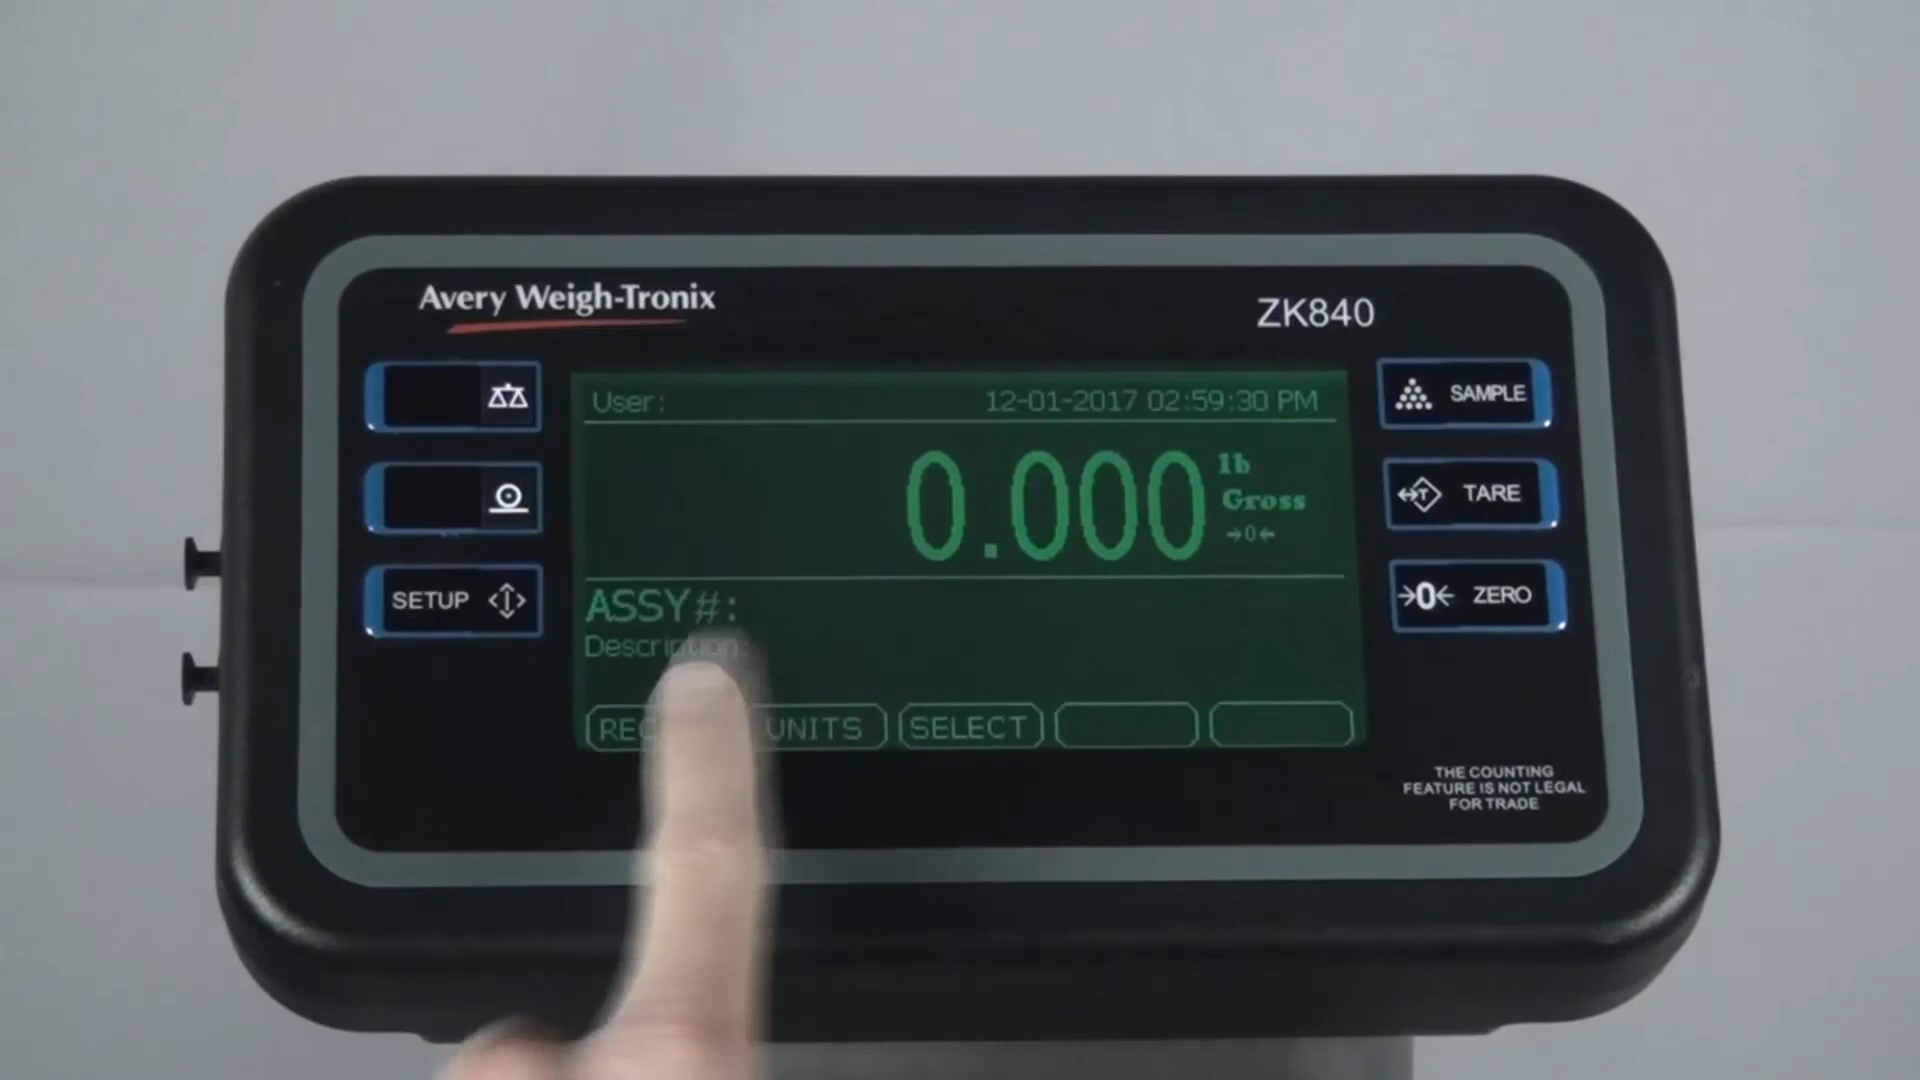 Avery Weigh-Tronix
ZK840
User: 12-01-2017 02:59:30 PM
0.000 lb
Gross
→0←
ASSY#:
Description:
UNITS SELECT
SETUP
SAMPLE
T TARE
→0← ZERO
THE COUNTING
FEATURE IS NOT LEGAL
FOR TRADE